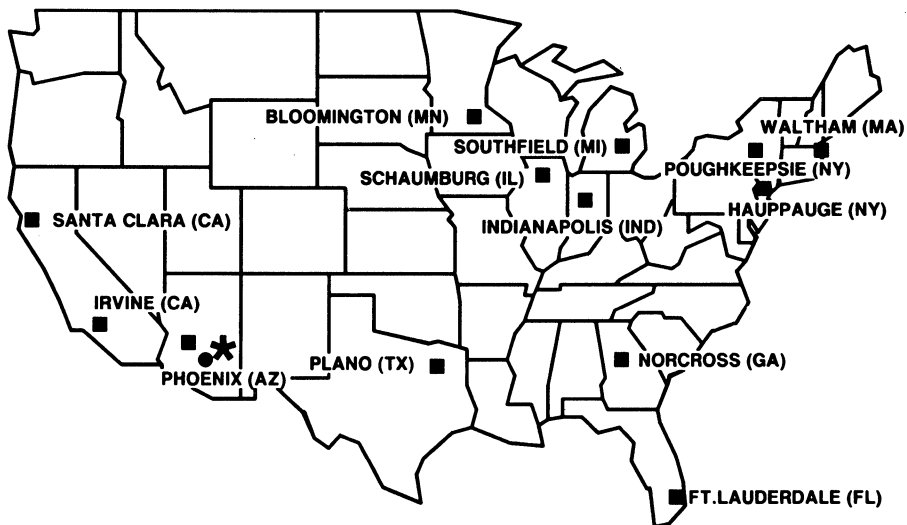 BLOOMINGTON (MN)
WALTHAM (MA)
SOUTHFIELD (MI)
POUGHKEEPSIE (NY)
SCHAUMBURG (IL)
HAUPPAUGE (NY)
SANTA CLARA (CA)
INDIANAPOLIS (IND)
IRVINE (CA)
*
PLANO (TX)
NORCROSS (GA)
PHOENIX (AZ)
FT.LAUDERDALE (FL)